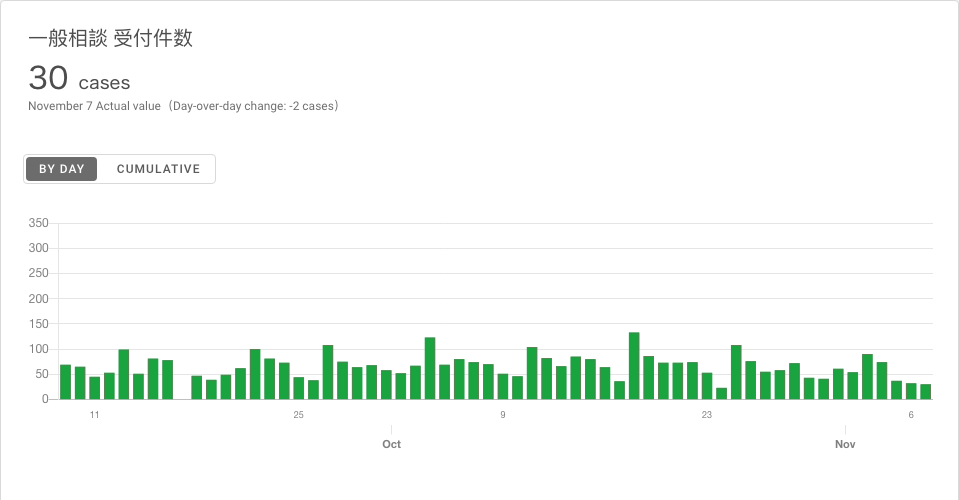 一般相談 受付件数
30 cases
November 7 Actual value（Day-over-day change: -2 cases）
BY DAY CUMULATIVE
350
300
250
200
150
100
50
0
11 25 9 23 6
Oct Nov